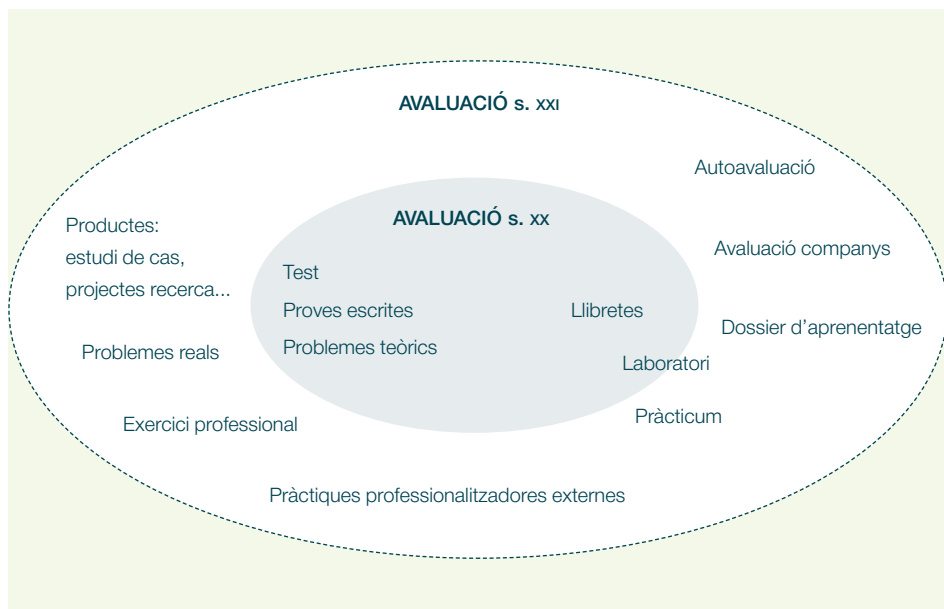 AVALUACIÓ s. XXI
Autoavaluació
AVALUACIÓ s. XX
Productes:
estudi de cas,
projectes recerca...
Avaluació companys
Test
Proves escrites
Llibretes
Dossier d’aprenentatge
Problemes teòrics
Problemes reals
Laboratori
Pràcticum
Exercici professional
Pràctiques professionalitzadores externes